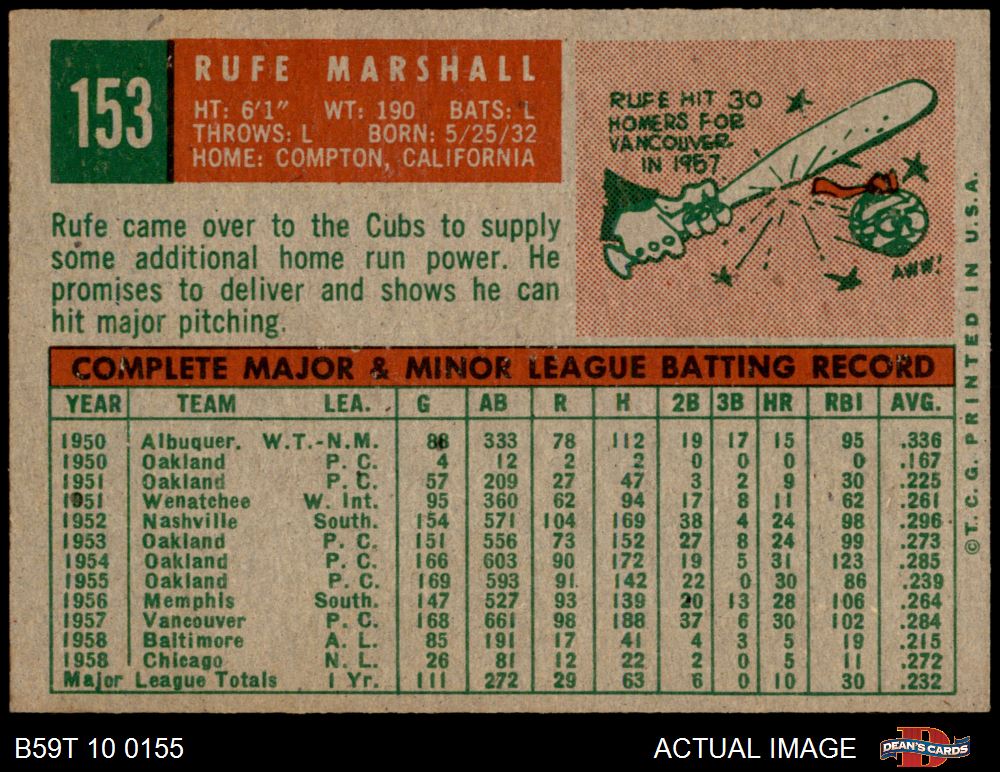 153
RUFE MARSHALL
HT: 6'1" WT: 190 BATS: L
THROWS: L BORN: 5/25/32
HOME: COMPTON, CALIFORNIA
RUFE HIT 30
HOMERS FOR
VANCOUVER
IN 1957
AWW!
Rufe came over to the Cubs to supply
some additional home run power. He
promises to deliver and shows he can
hit major pitching.
COMPLETE MAJOR & MINOR LEAGUE BATTING RECORD
YEAR TEAM LEA. G AB R H 2B 3B HR RBI AVG.
1950 Albuquer. W.T.-N.M. 88 333 78 112 19 17 15 95 .336
1950 Oakland P. C. 4 12 2 2 0 0 0 0 .167
1951 Oakland P. C. 57 209 27 47 3 2 9 30 .225
1951 Wenatchee W. Int. 95 360 62 94 17 8 11 62 .261
1952 Nashville South. 154 571 104 169 38 4 24 98 .296
1953 Oakland P. C. 151 556 73 152 27 8 24 99 .273
1954 Oakland P. C. 166 603 90 172 19 5 31 123 .285
1955 Oakland P. C. 169 593 91 142 22 0 30 86 .239
1956 Memphis South. 147 527 93 139 20 13 28 106 .264
1957 Vancouver P. C. 168 661 98 188 37 6 30 102 .284
1958 Baltimore A. L. 85 191 17 41 4 3 5 19 .215
1958 Chicago N. L. 26 81 12 22 2 0 5 11 .272
Major League Totals 1 Yr. 111 272 29 63 6 0 10 30 .232
© T. C. G. PRINTED IN U.S.A.
B59T 10 0155
ACTUAL IMAGE
DEAN'S CARDS